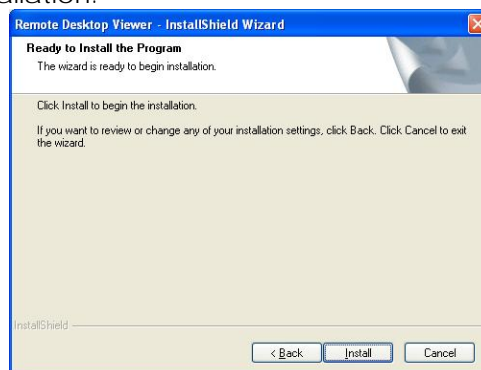 allation.
Remote Desktop Viewer - InstallShield Wizard
Ready to Install the Program
The wizard is ready to begin installation.
Click Install to begin the installation.
If you want to review or change any of your installation settings, click Back. Click Cancel to exit
the wizard.
InstallShield
< Back
Install
Cancel